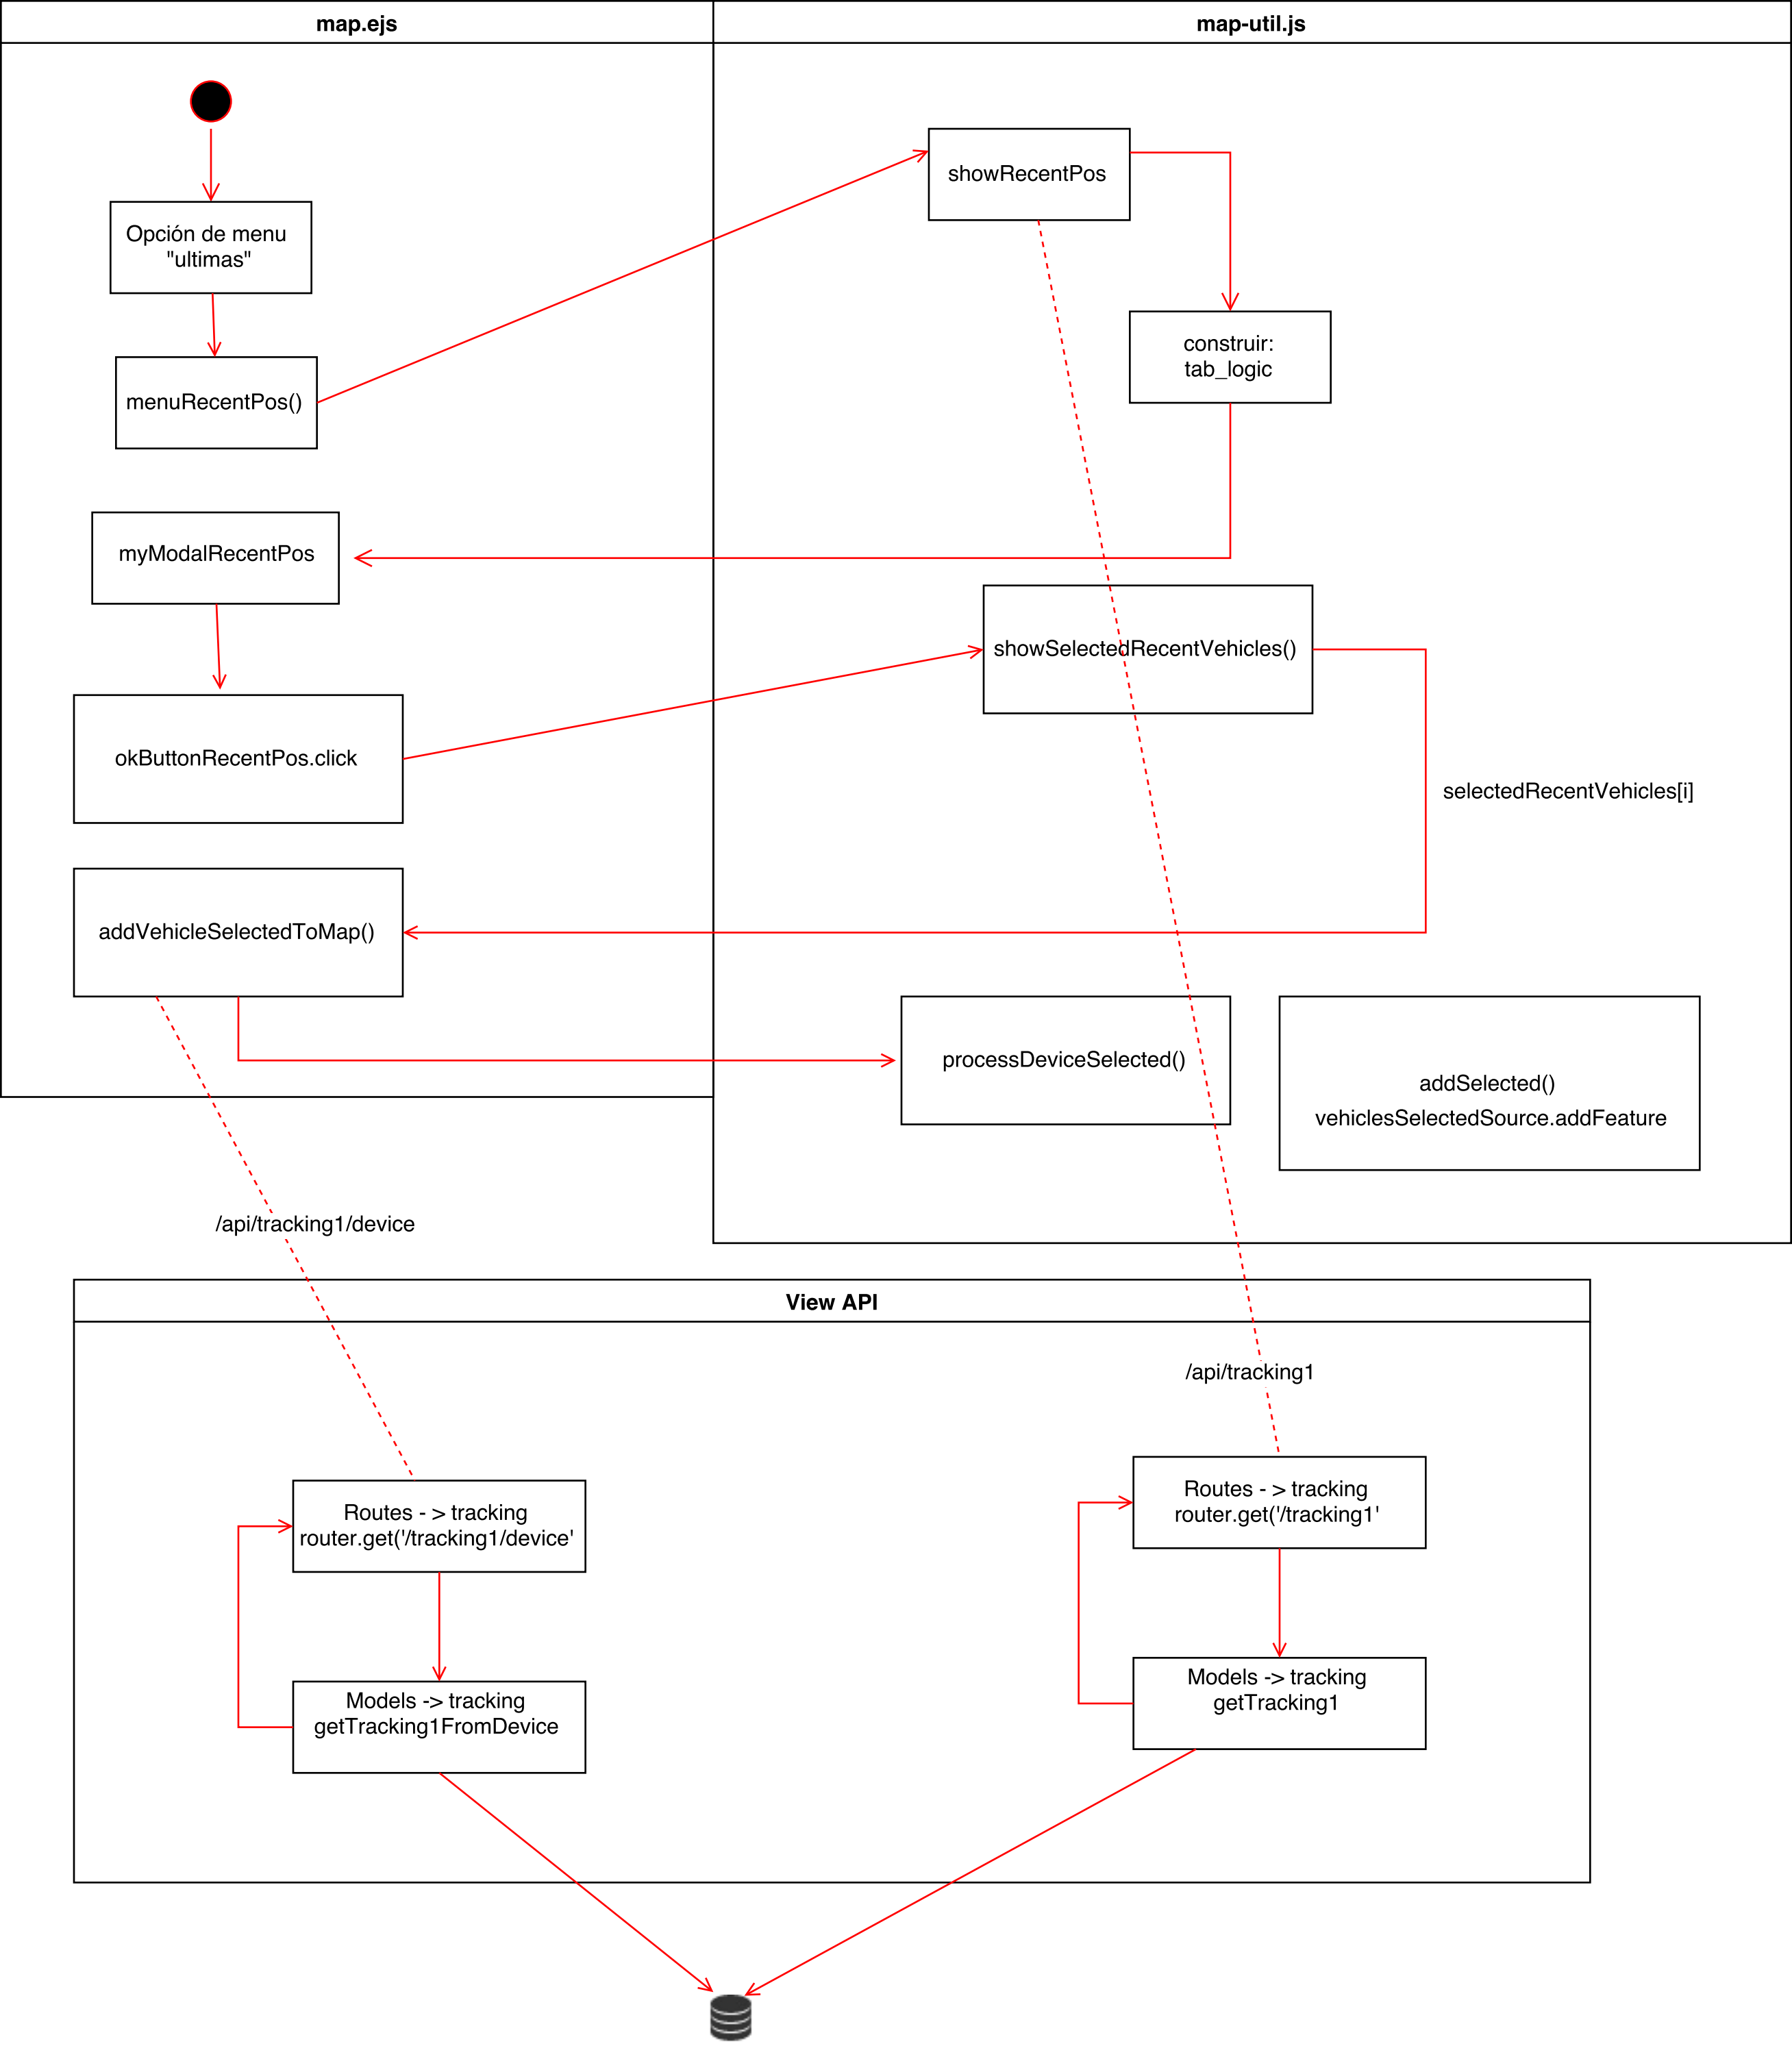 map.ejs
map-util.js
Opción de menu
"ultimas"
menuRecentPos()
showRecentPos
construir:
tab_logic
myModalRecentPos
showSelectedRecentVehicles()
okButtonRecentPos.click
selectedRecentVehicles[i]
addVehicleSelectedToMap()
processDeviceSelected()
addSelected()
vehiclesSelectedSource.addFeature
/api/tracking1/device
View API
/api/tracking1
Routes - > tracking
router.get('/tracking1/device'
Routes - > tracking
router.get('/tracking1'
Models -> tracking
getTracking1FromDevice
Models -> tracking
getTracking1